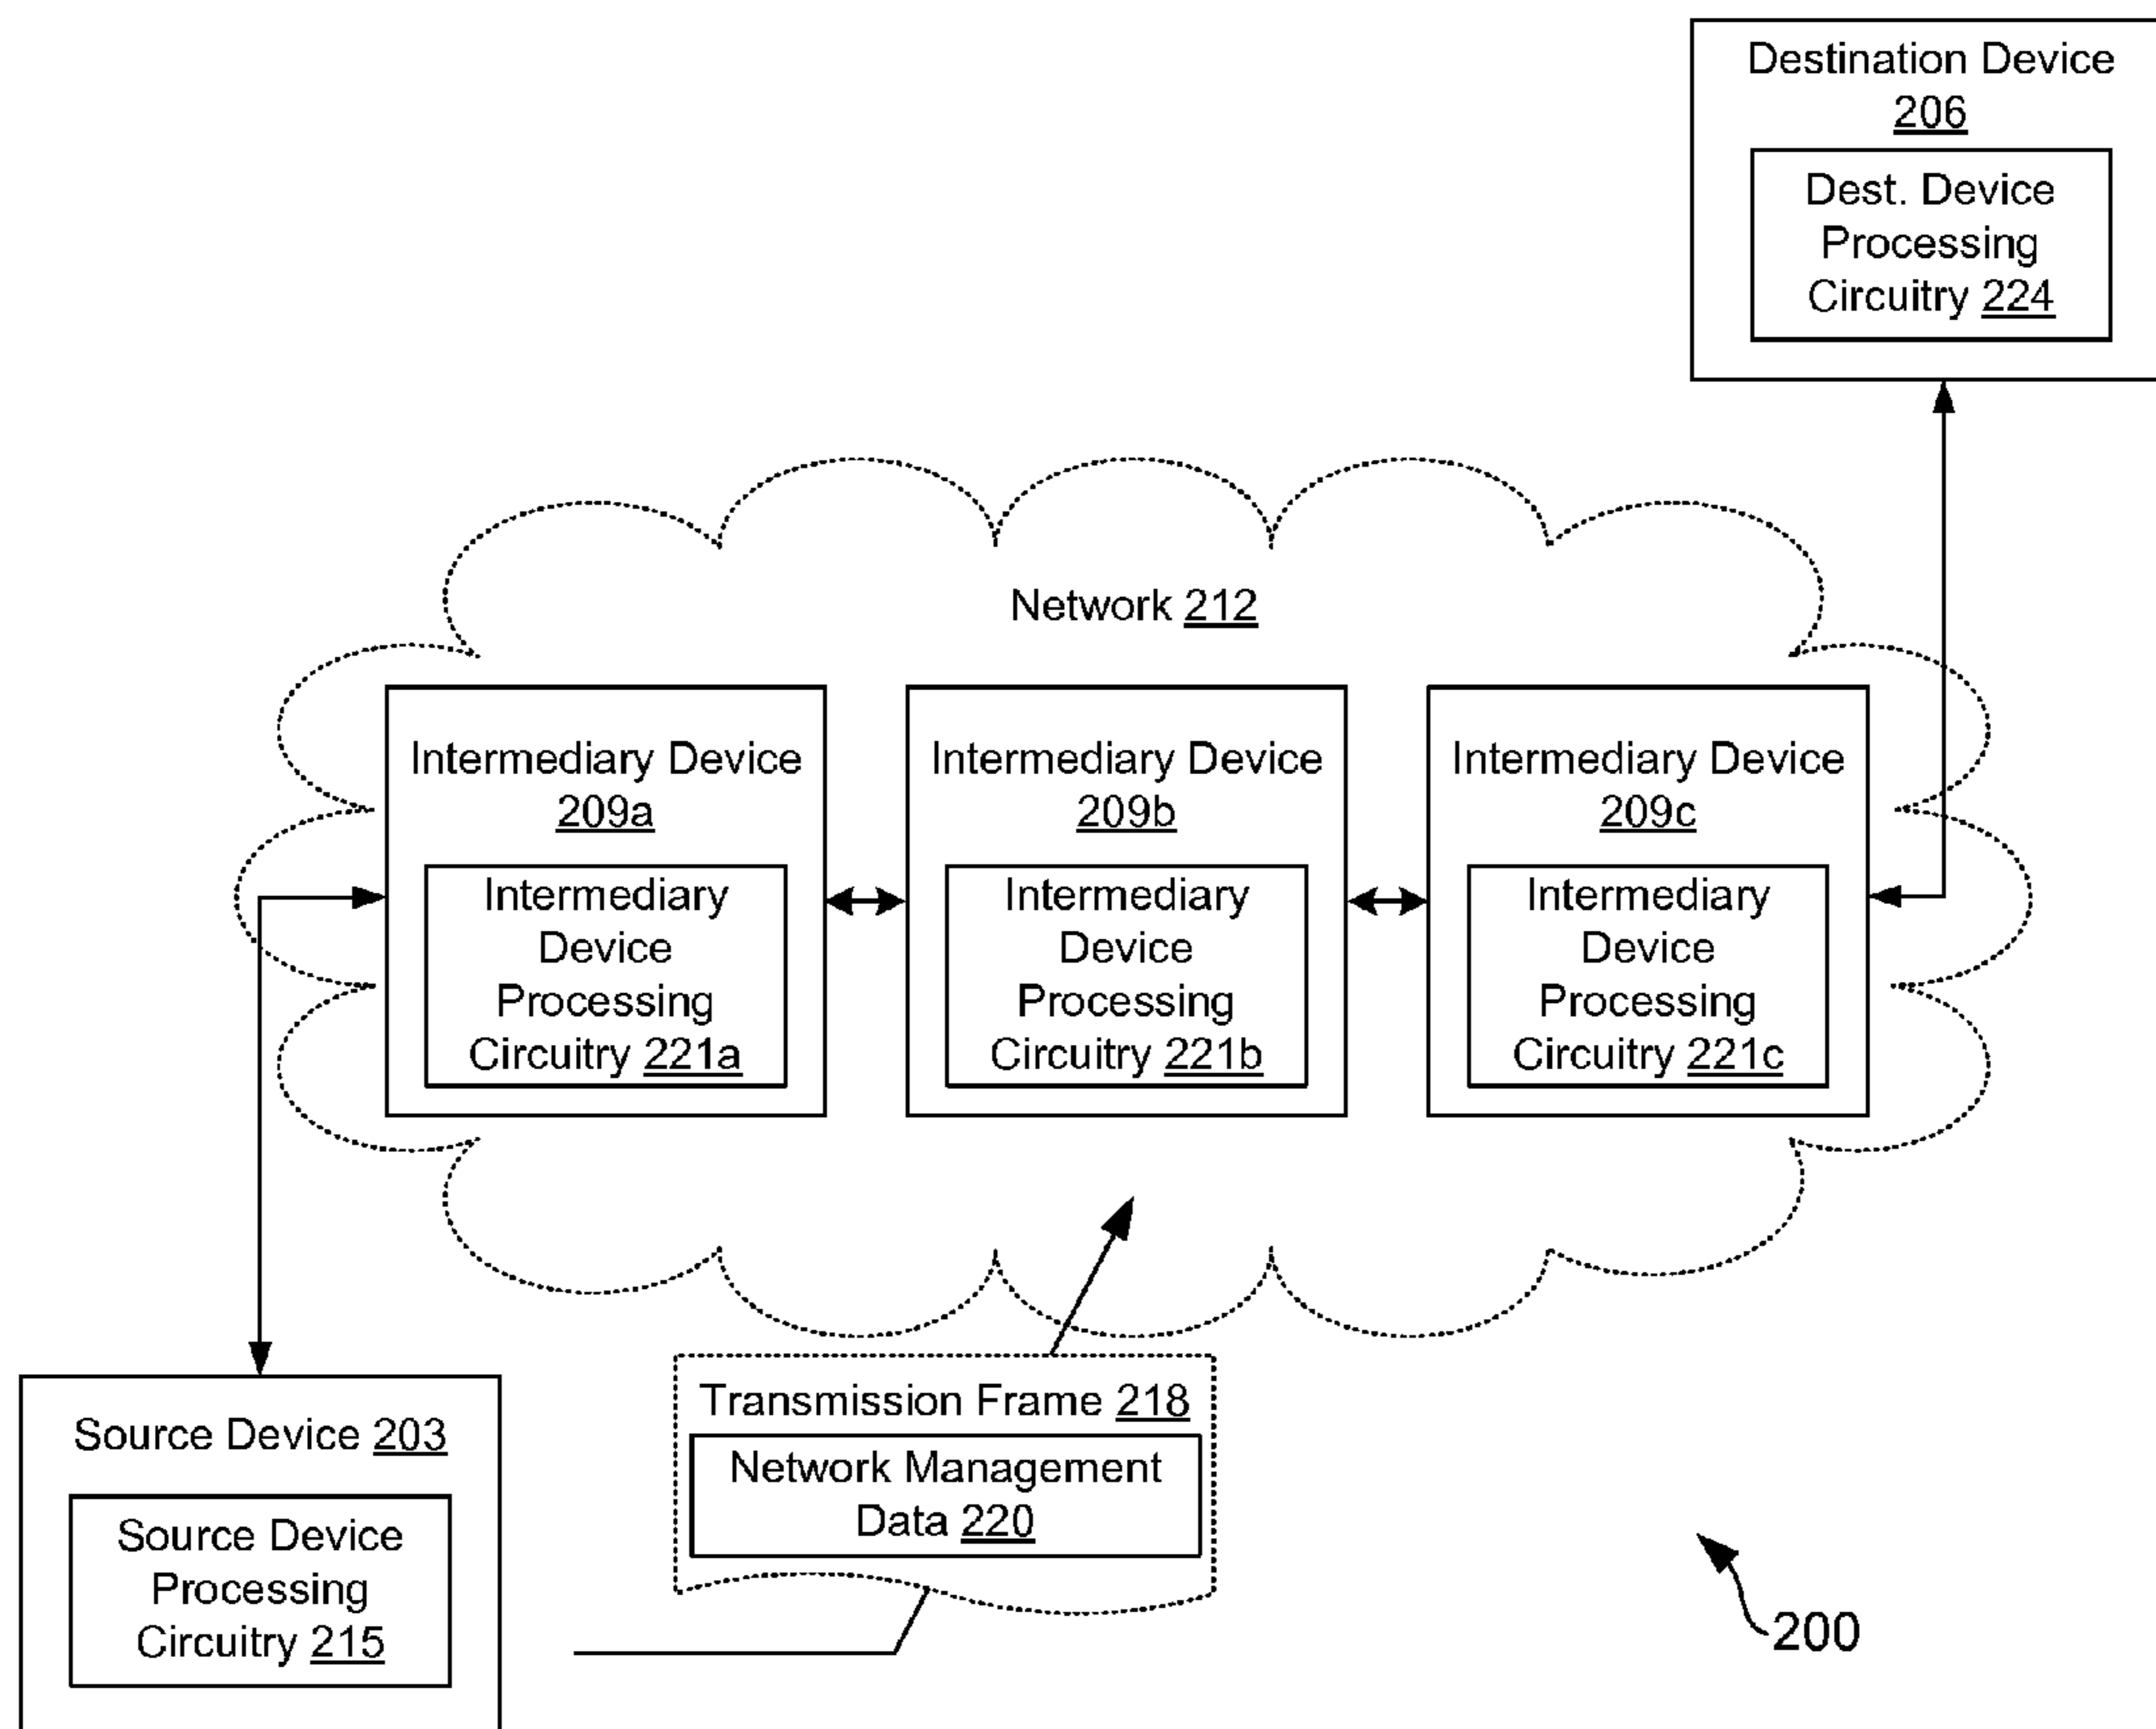 Destination Device
206
Dest. Device
Processing
Circuitry 224
Network 212
Intermediary Device
209a
Intermediary
Device
Processing
Circuitry 221a
Intermediary Device
209b
Intermediary
Device
Processing
Circuitry 221b
Intermediary Device
209c
Intermediary
Device
Processing
Circuitry 221c
Transmission Frame 218
Network Management
Data 220
Source Device 203
Source Device
Processing
Circuitry 215
200